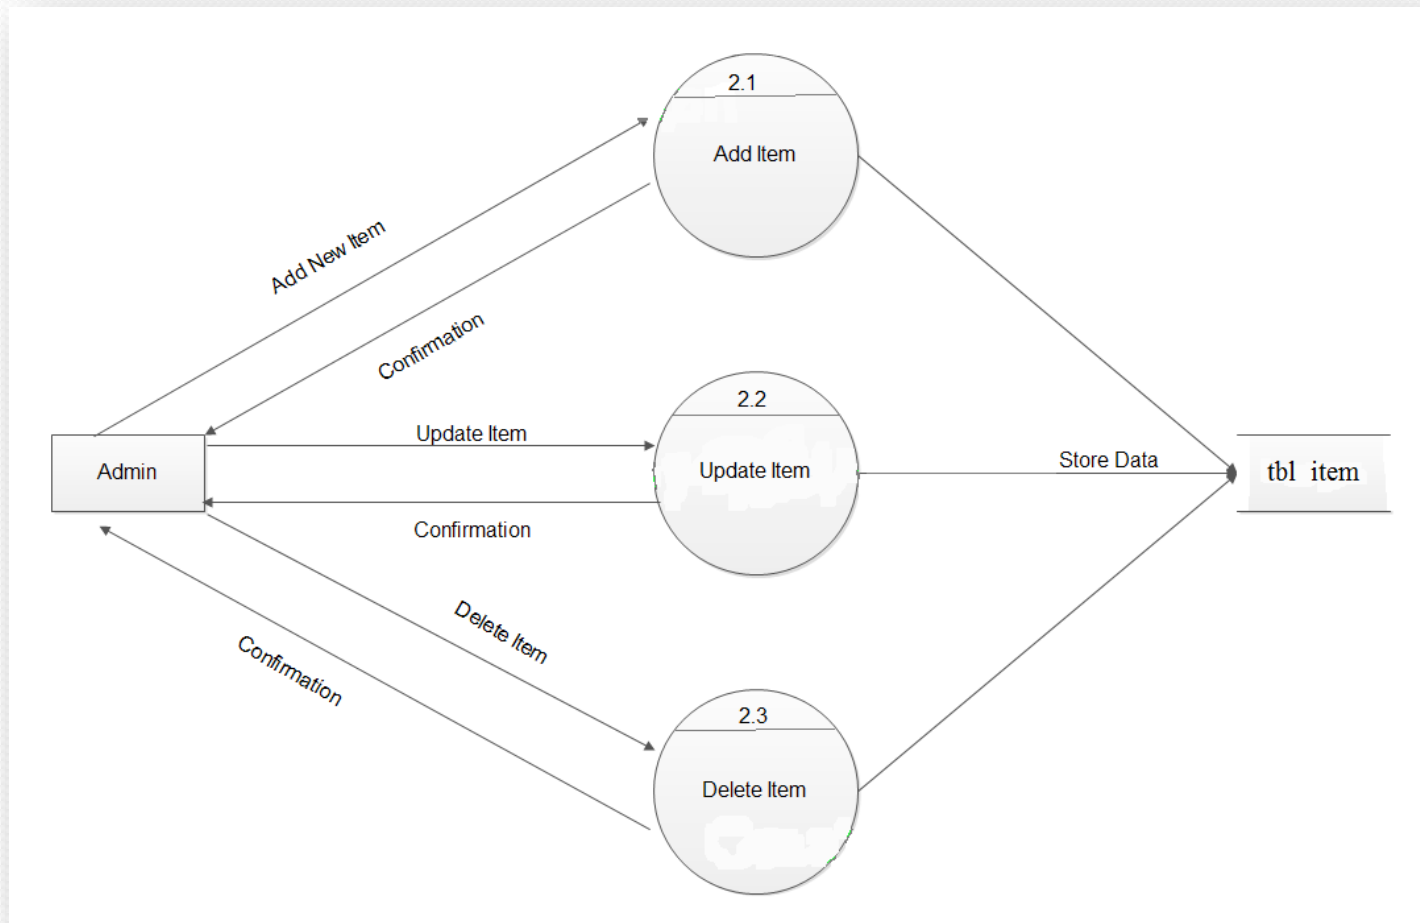 2.1
Add Item
Add New Item
Confirmation
2.2
Update Item
Admin
Update Item
Store Data
tbl item
Confirmation
Delete Item
Confirmation
2.3
Delete Item